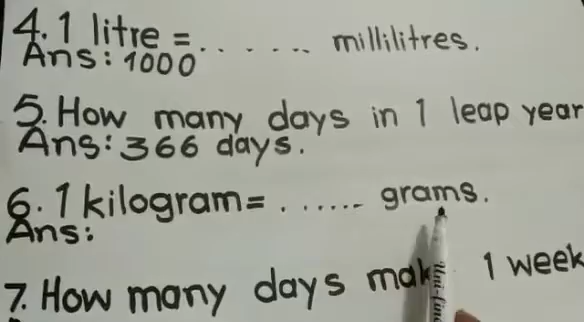 4. 1 litre = . . . . . . millilitres.
Ans: 1000
5. How many days in 1 leap year
Ans: 366 days.
6. 1 kilogram = . . . . . . grams.
Ans:
7. How many days 1 week